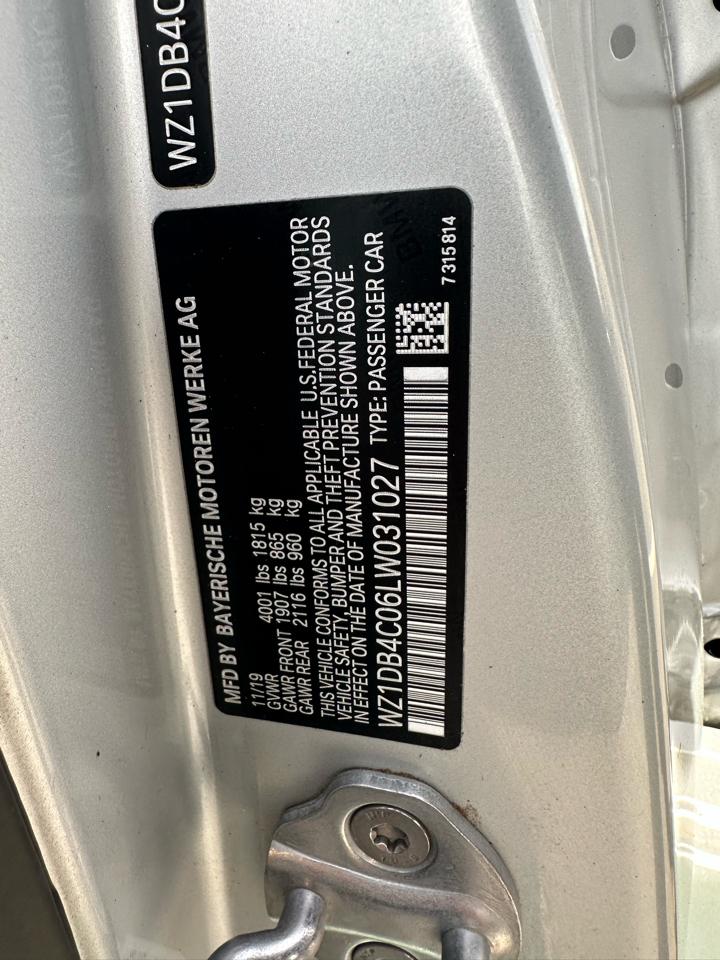 WZ1DB4C
MFD BY BAYERISCHE MOTOREN WERKE AG
11/19
GVWR 4001 lbs 1815 kg
GAWR FRONT 1907 lbs 865 kg
GAWR REAR 2116 lbs 960 kg
THIS VEHICLE CONFORMS TO ALL APPLICABLE U.S.FEDERAL MOTOR
VEHICLE SAFETY, BUMPER AND THEFT PREVENTION STANDARDS
IN EFFECT ON THE DATE OF MANUFACTURE SHOWN ABOVE.
WZ1DB4C06LW031027 TYPE: PASSENGER CAR
7315814